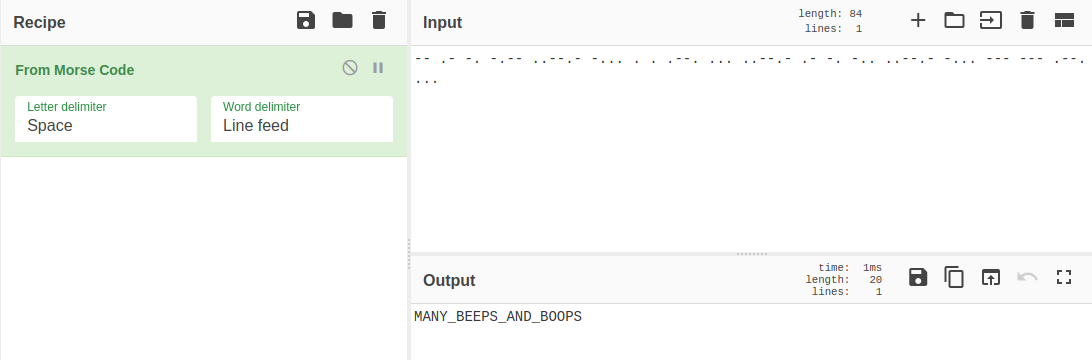 Recipe
From Morse Code
Letter delimiter
Space
Word delimiter
Line feed
Input
length: 84
lines: 1
-- .- -. -.-- ..--.- -... . . .--. ... ..--.- .- -. -.. ..--.- -... --- --- .--.
...
Output
time: 1ms
length: 20
lines: 1
MANY_BEEPS_AND_BOOPS